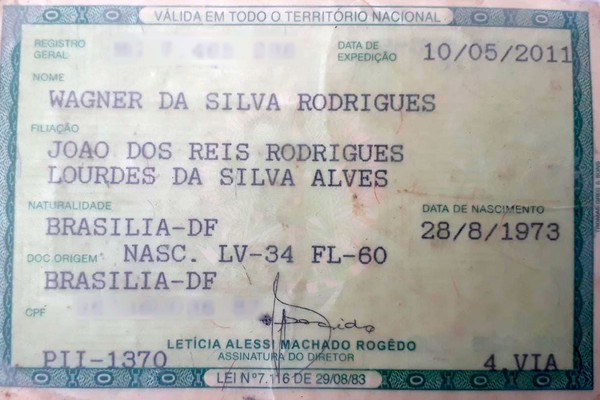 VÁLIDA EM TODO O TERRITÓRIO NACIONAL
REGISTRO GERAL
DATA DE EXPEDIÇÃO 10/05/2011
NOME
WAGNER DA SILVA RODRIGUES
FILIAÇÃO
JOAO DOS REIS RODRIGUES
LOURDES DA SILVA ALVES
NATURALIDADE DATA DE NASCIMENTO
BRASILIA-DF 28/8/1973
DOC.ORIGEM NASC. LV-34 FL-60
BRASILIA-DF
CPF
LETÍCIA ALESSI MACHADO ROGÊDO
PII-1370 ASSINATURA DO DIRETOR 4.VIA
LEI Nº 7.116 DE 29/08/83